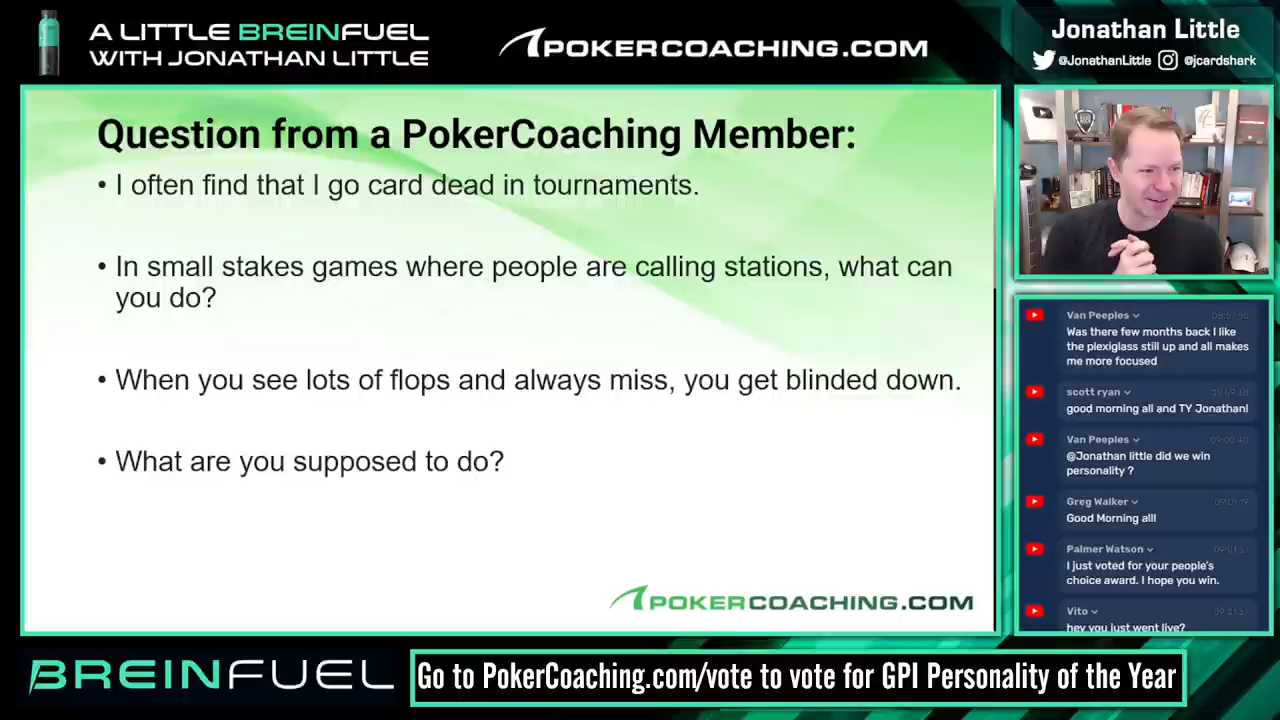 A LITTLE BREINFUEL
WITH JONATHAN LITTLE
POKERCOACHING.COM
Jonathan Little
@JonathanLittle @jcardshark
Question from a PokerCoaching Member:
• I often find that I go card dead in tournaments.
• In small stakes games where people are calling stations, what can
you do?
• When you see lots of flops and always miss, you get blinded down.
• What are you supposed to do?
POKERCOACHING.COM
Van Peeples
Was there few months back I like
the plexiglass still up and all makes
me more focused
scott ryan
good morning all and TY Jonathan!
Van Peeples 09:00:40
@Jonathan little did we win
personality ?
Greg Walker
Good Morning alll
Palmer Watson
I just voted for your people's
choice award. I hope you win.
Vito
hey you just went live?
BREINFUEL
Go to PokerCoaching.com/vote to vote for GPI Personality of the Year